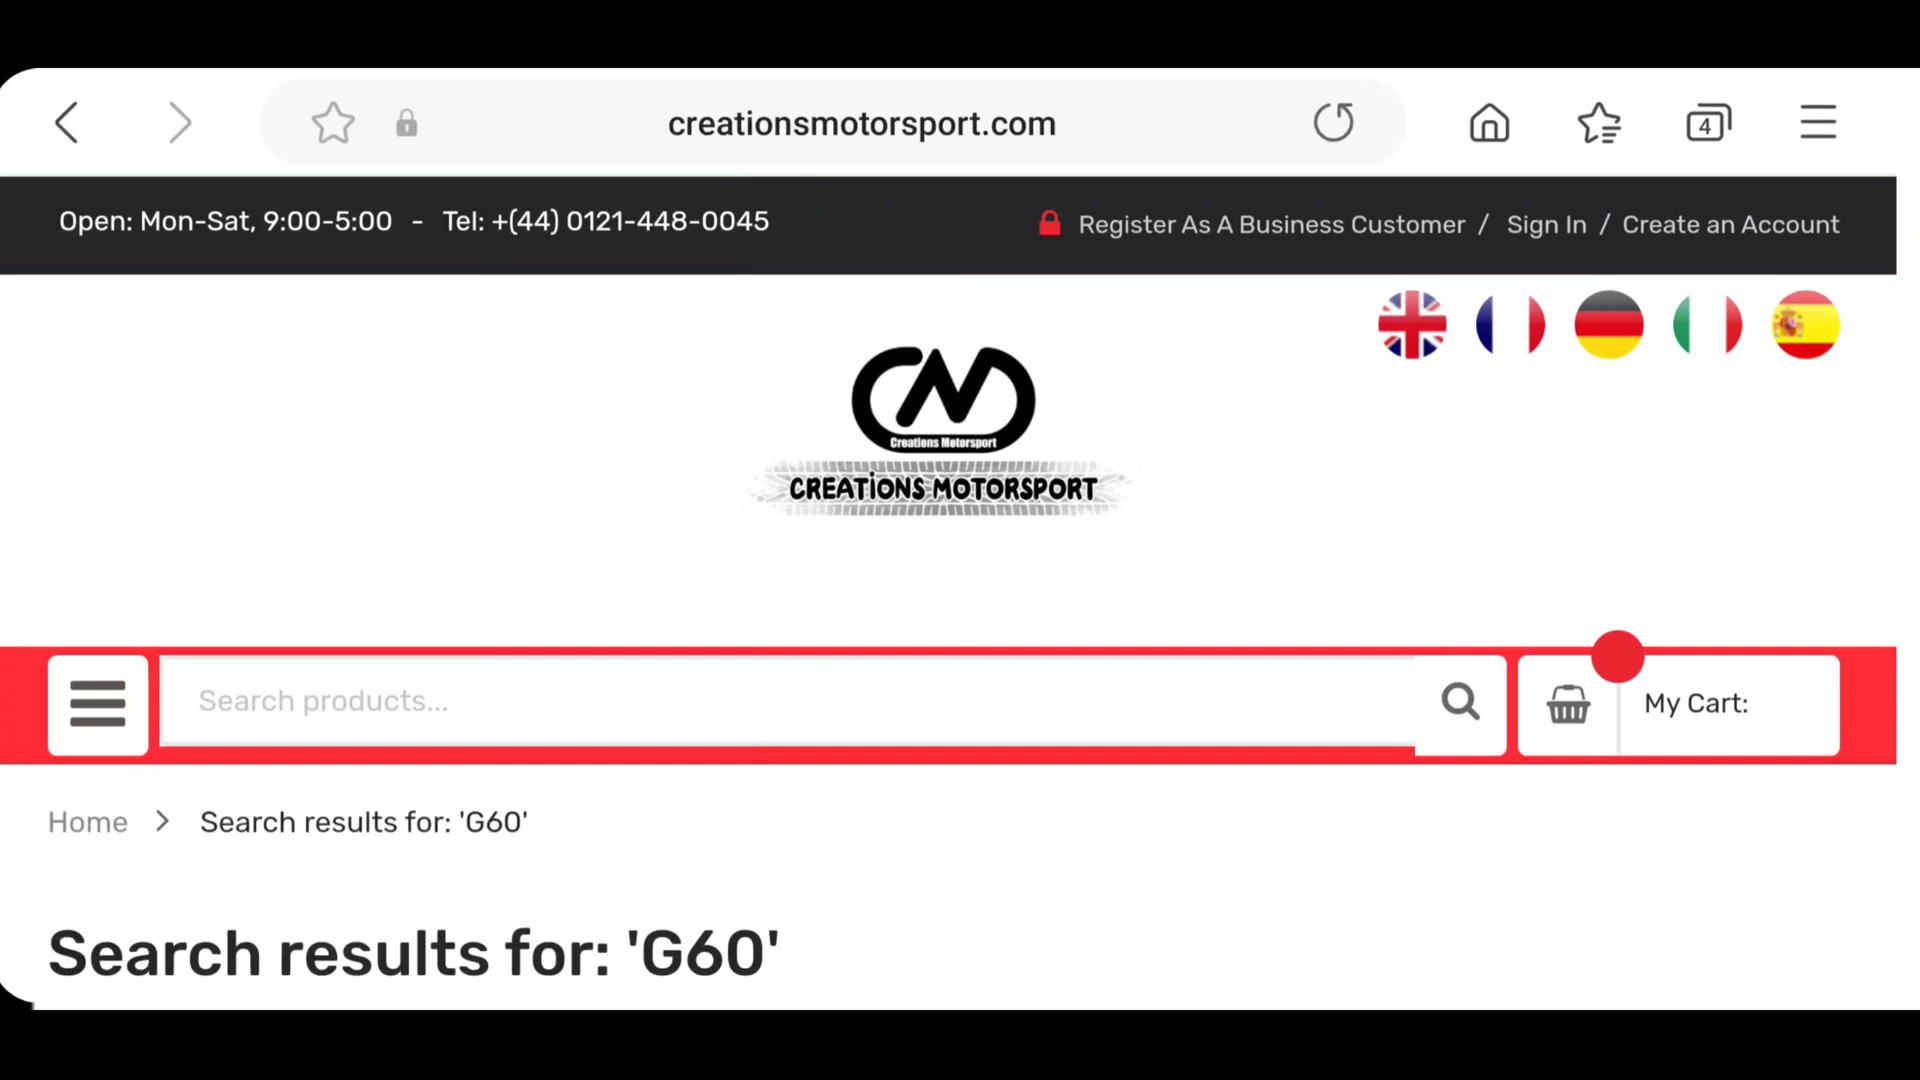 creationsmotorsport.com
4
Open: Mon-Sat, 9:00-5:00 - Tel: +(44) 0121-448-0045
Register As A Business Customer / Sign In / Create an Account
Creations Motorsport
CREATiONS MOTORSPORT
Search products...
My Cart:
Home > Search results for: 'G60'
Search results for: 'G60'